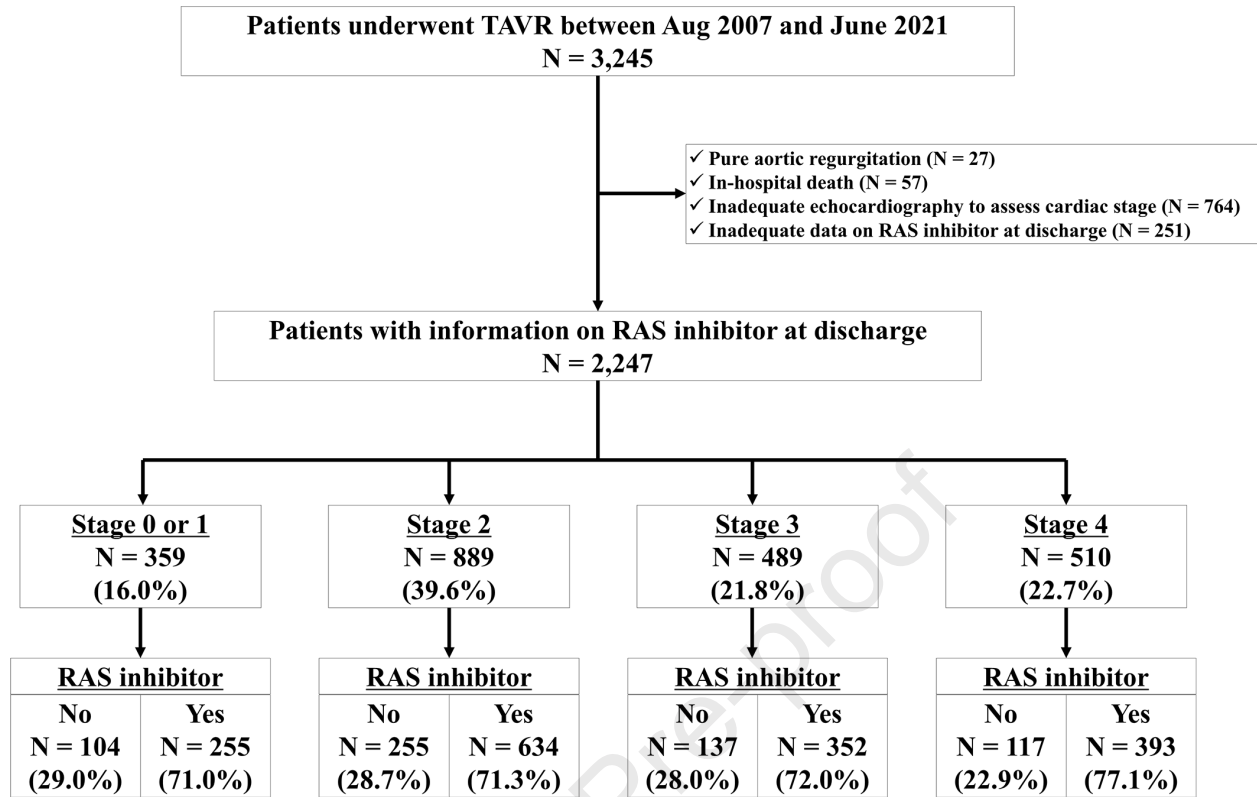 Patients underwent TAVR between Aug 2007 and June 2021
N = 3,245
✓ Pure aortic regurgitation (N = 27)
✓ In-hospital death (N = 57)
✓ Inadequate echocardiography to assess cardiac stage (N = 764)
✓ Inadequate data on RAS inhibitor at discharge (N = 251)
Patients with information on RAS inhibitor at discharge
N = 2,247
Stage 0 or 1
N = 359
(16.0%)
Stage 2
N = 889
(39.6%)
Stage 3
N = 489
(21.8%)
Stage 4
N = 510
(22.7%)
RAS inhibitor
No Yes
N = 104 N = 255
(29.0%) (71.0%)
RAS inhibitor
No Yes
N = 255 N = 634
(28.7%) (71.3%)
RAS inhibitor
No Yes
N = 137 N = 352
(28.0%) (72.0%)
RAS inhibitor
No Yes
N = 117 N = 393
(22.9%) (77.1%)
Pre-proof